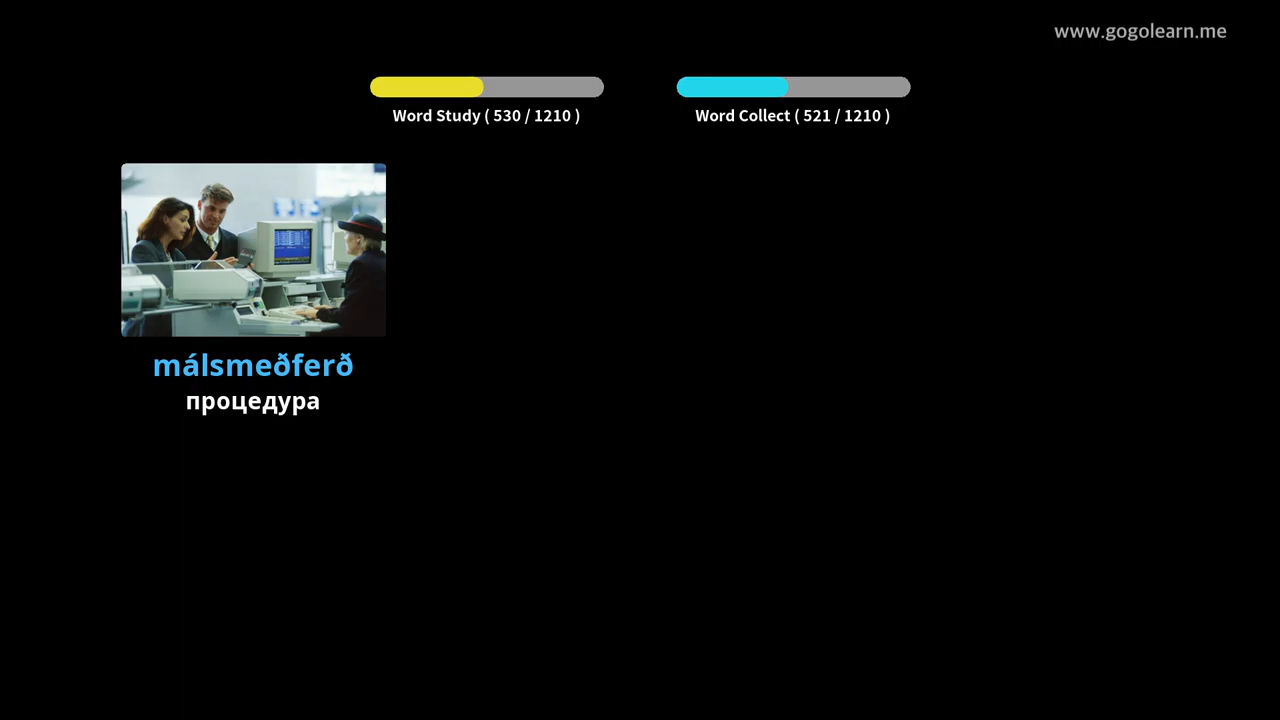 www.gogolearn.me
Word Study ( 530 / 1210 )
Word Collect ( 521 / 1210 )
málsmeðferð
процедура